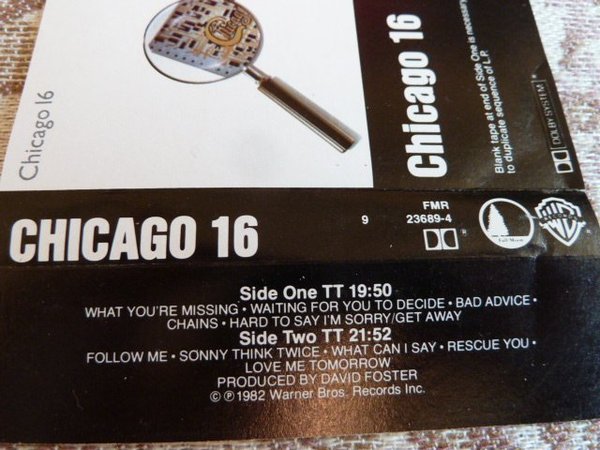 Chicago
Chicago 16
Chicago 16
Blank tape at end of Side One is necessary
to duplicate sequence of L.P.
DOLBY SYSTEM
CHICAGO 16
9
FMR
23689-4
Full Moon
Side One TT 19:50
WHAT YOU'RE MISSING • WAITING FOR YOU TO DECIDE • BAD ADVICE •
CHAINS • HARD TO SAY I'M SORRY/GET AWAY
Side Two TT 21:52
FOLLOW ME • SONNY THINK TWICE • WHAT CAN I SAY • RESCUE YOU •
LOVE ME TOMORROW
PRODUCED BY DAVID FOSTER
© ℗ 1982 Warner Bros. Records Inc.